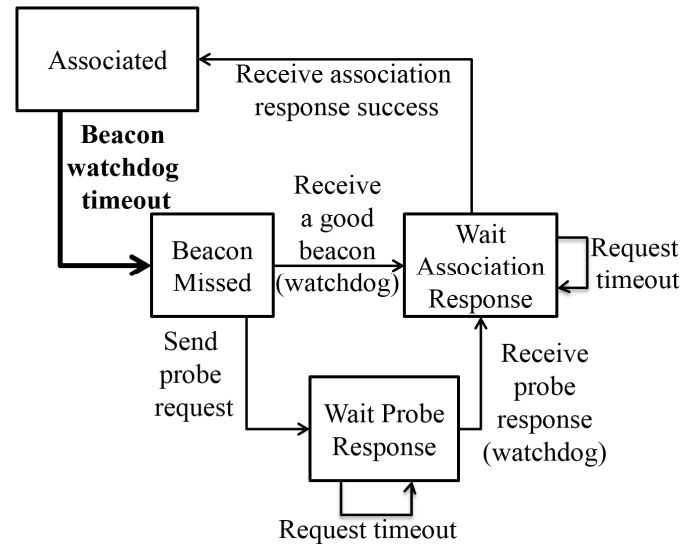 Associated
Receive association
response success
Beacon
watchdog
timeout
Receive
a good
beacon
(watchdog)
Beacon
Missed
Wait
Association
Response
Request
timeout
Send
probe
request
Wait Probe
Response
Receive
probe
response
(watchdog)
Request timeout